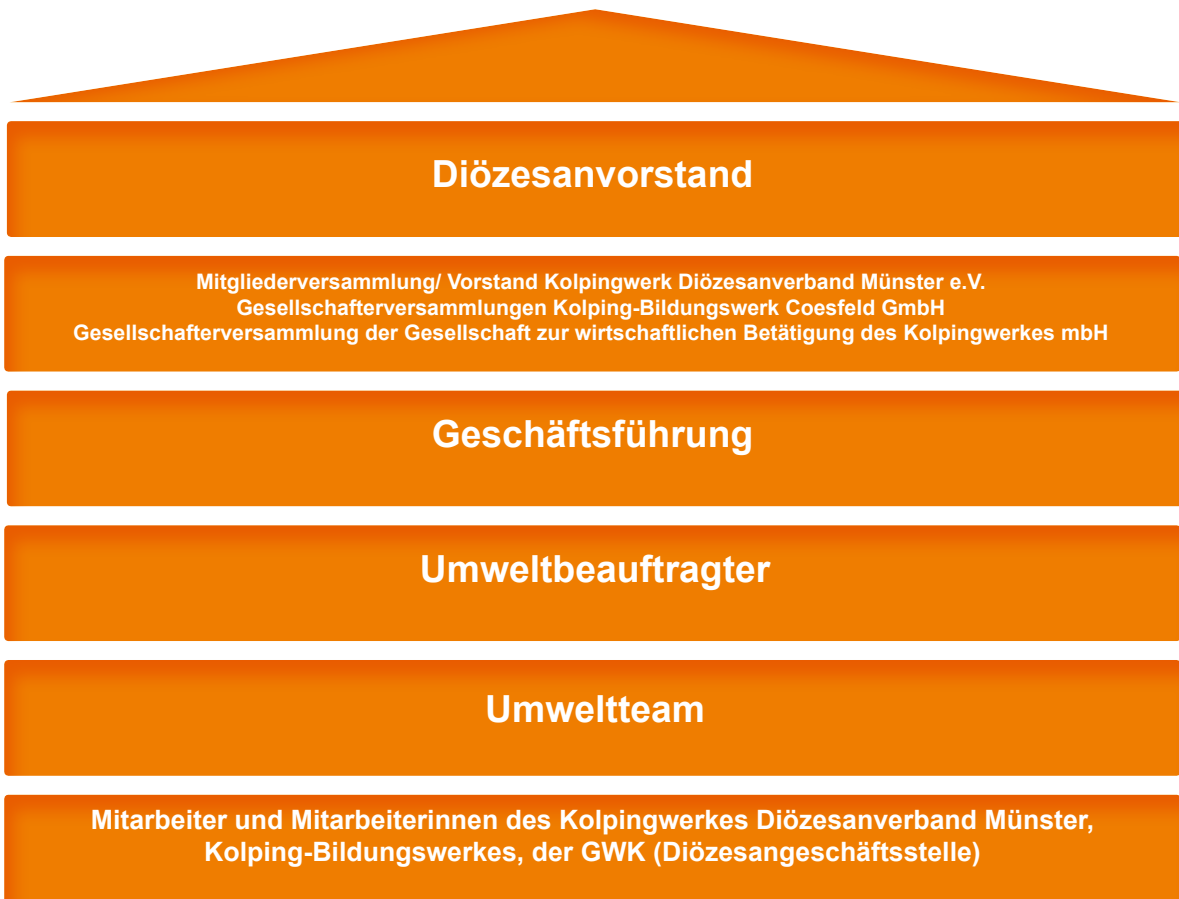 Diözesanvorstand
Mitgliederversammlung/ Vorstand Kolpingwerk Diözesanverband Münster e.V.
Gesellschafterversammlungen Kolping-Bildungswerk Coesfeld GmbH
Gesellschafterversammlung der Gesellschaft zur wirtschaftlichen Betätigung des Kolpingwerkes mbH
Geschäftsführung
Umweltbeauftragter
Umweltteam
Mitarbeiter und Mitarbeiterinnen des Kolpingwerkes Diözesanverband Münster,
Kolping-Bildungswerkes, der GWK (Diözesangeschäftsstelle)